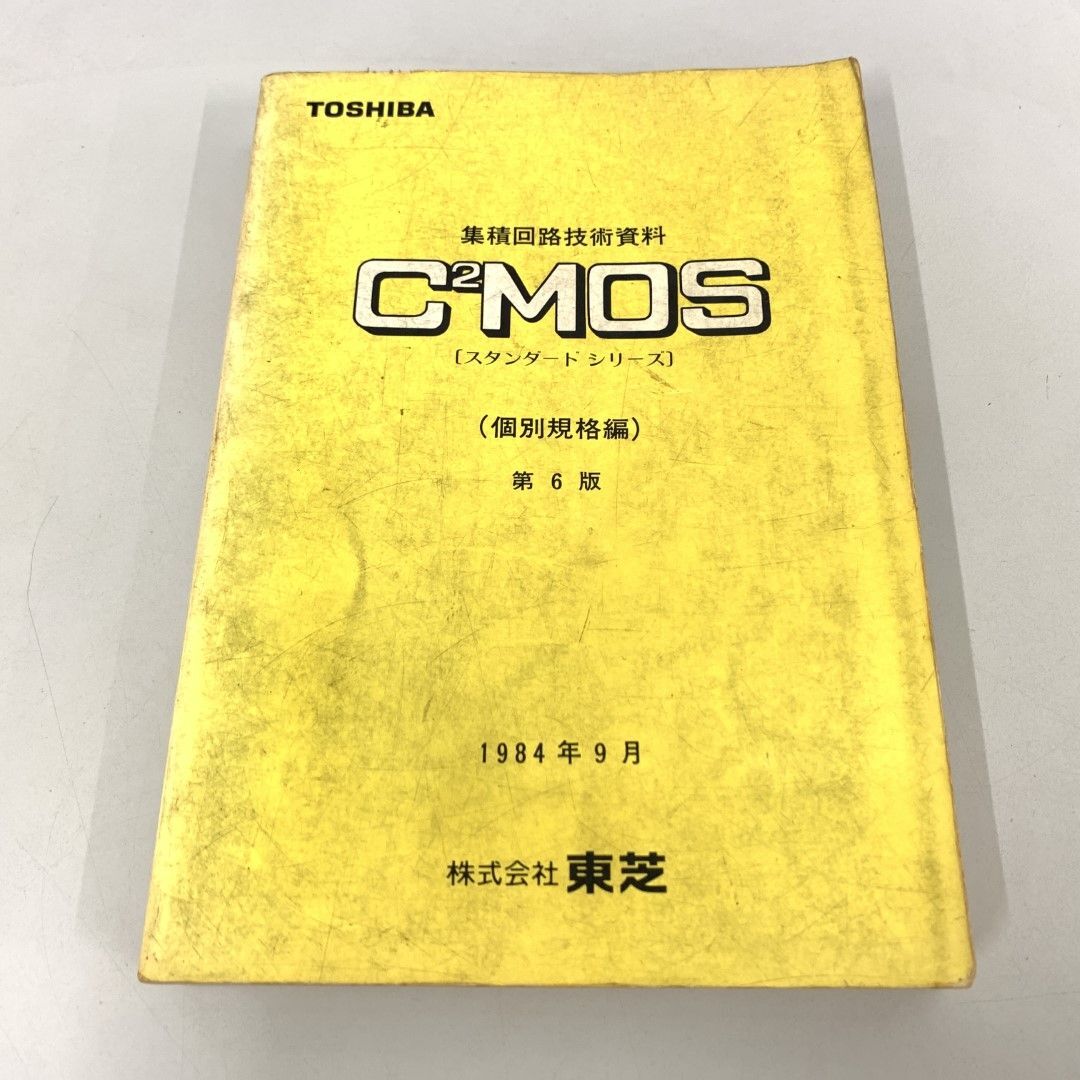 TOSHIBA
集積回路技術資料
C²MOS
〔スタンダード シリーズ〕
(個別規格編)
第 6 版
1984年9月
株式会社 東芝